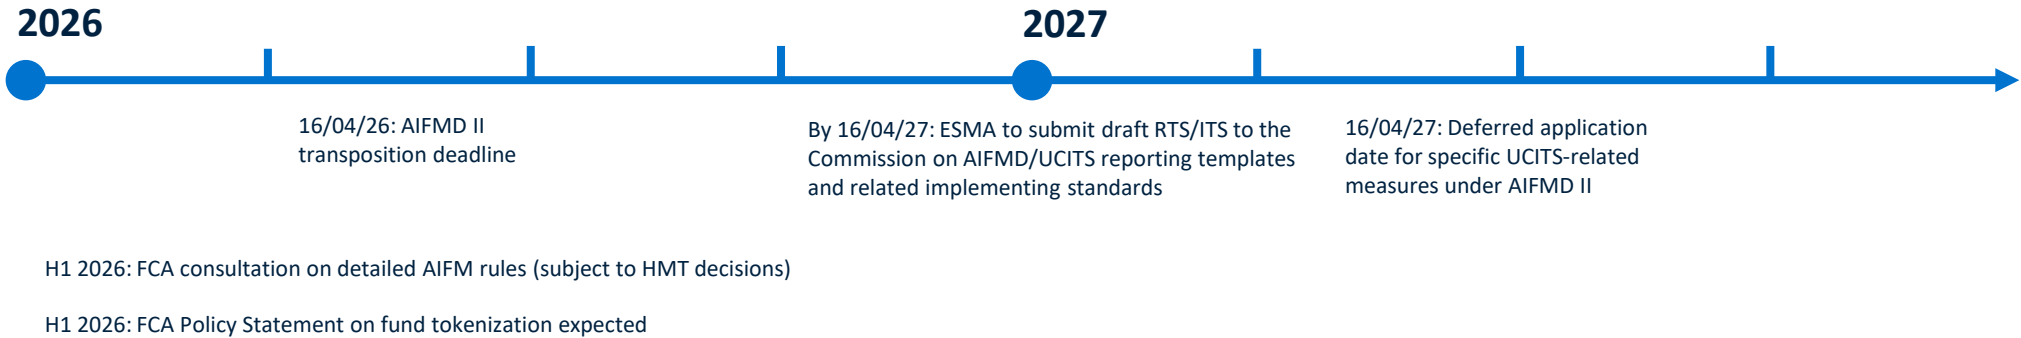 2026
2027
16/04/26: AIFMD II
transposition deadline
By 16/04/27: ESMA to submit draft RTS/ITS to the
Commission on AIFMD/UCITS reporting templates
and related implementing standards
16/04/27: Deferred application
date for specific UCITS-related
measures under AIFMD II
H1 2026: FCA consultation on detailed AIFM rules (subject to HMT decisions)
H1 2026: FCA Policy Statement on fund tokenization expected